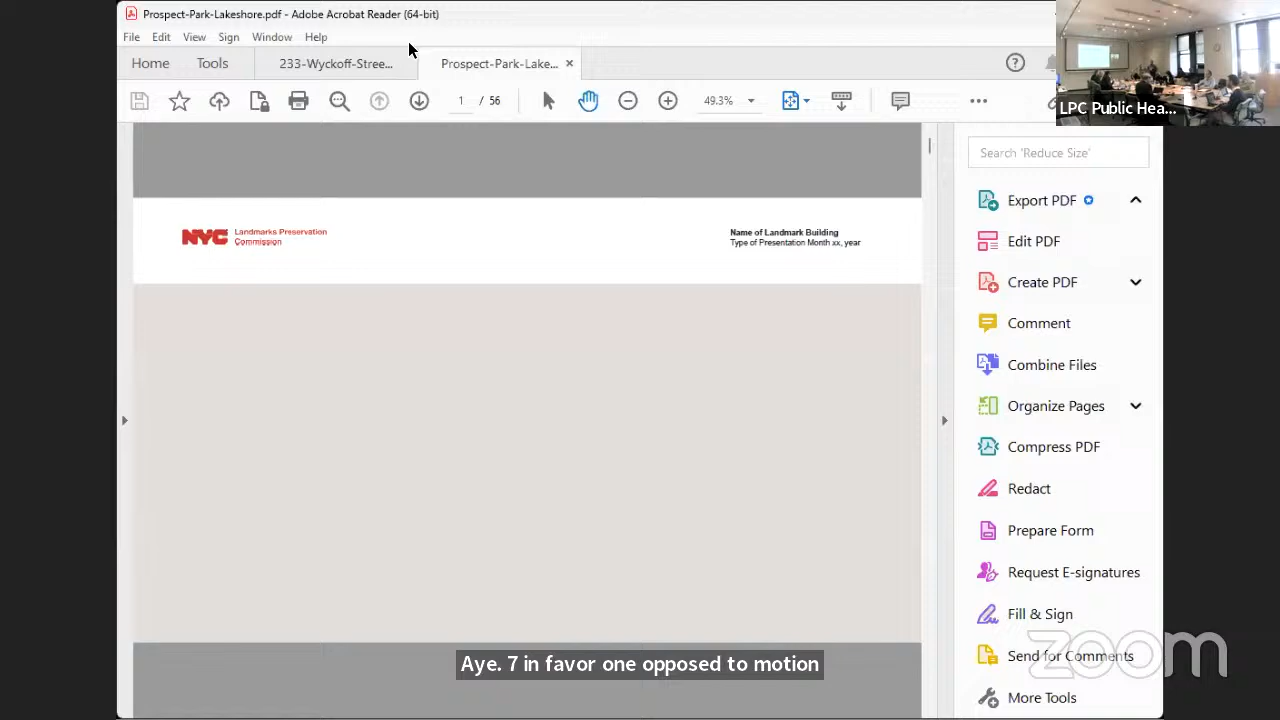 Prospect-Park-Lakeshore.pdf - Adobe Acrobat Reader (64-bit)
File Edit View Sign Window Help
Home Tools 233-Wyckoff-Stree... Prospect-Park-Lake...
1 / 56 49.3%
LPC Public Hea...
Search 'Reduce Size'
NYC Landmarks Preservation
Commission
Name of Landmark Building
Type of Presentation Month xx, year
Export PDF
Edit PDF
Create PDF
Comment
Combine Files
Organize Pages
Compress PDF
Redact
Prepare Form
Request E-signatures
Fill & Sign
Send for Comments
More Tools
zoom
Aye. 7 in favor one opposed to motion